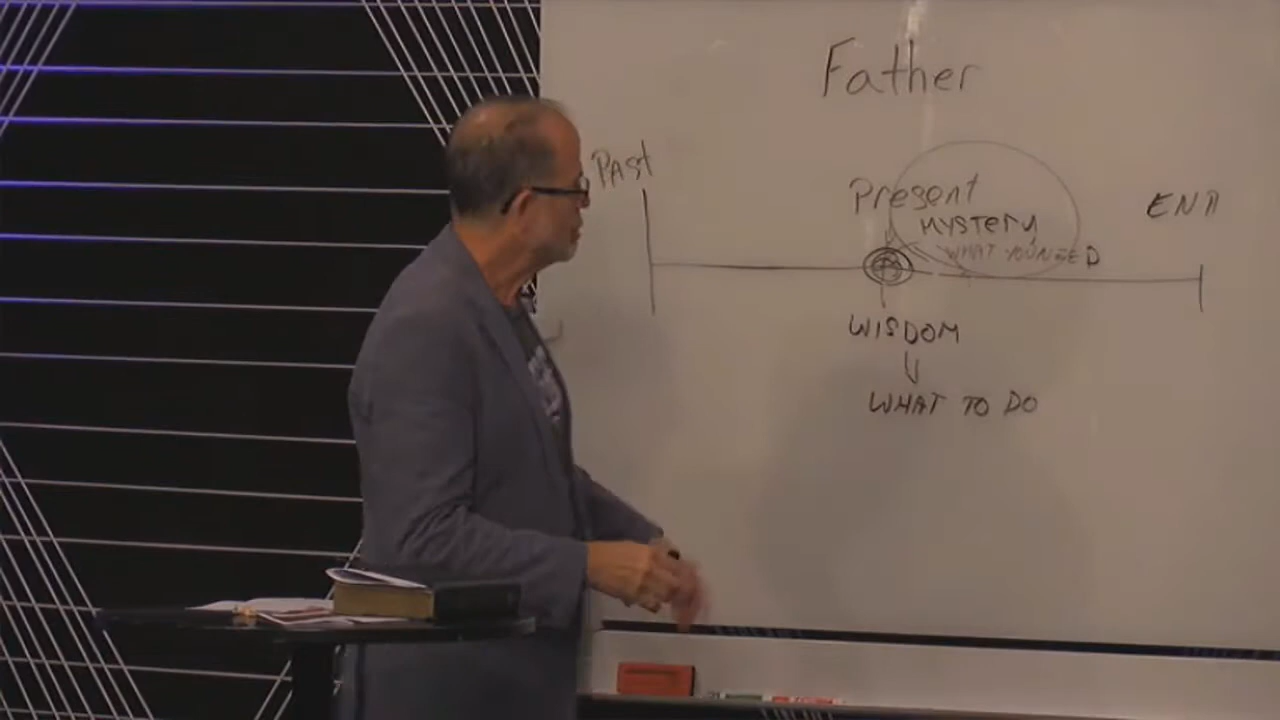 Father
Past
Present
END
MYSTERY
WHAT YOU NEED
WISDOM
WHAT TO DO